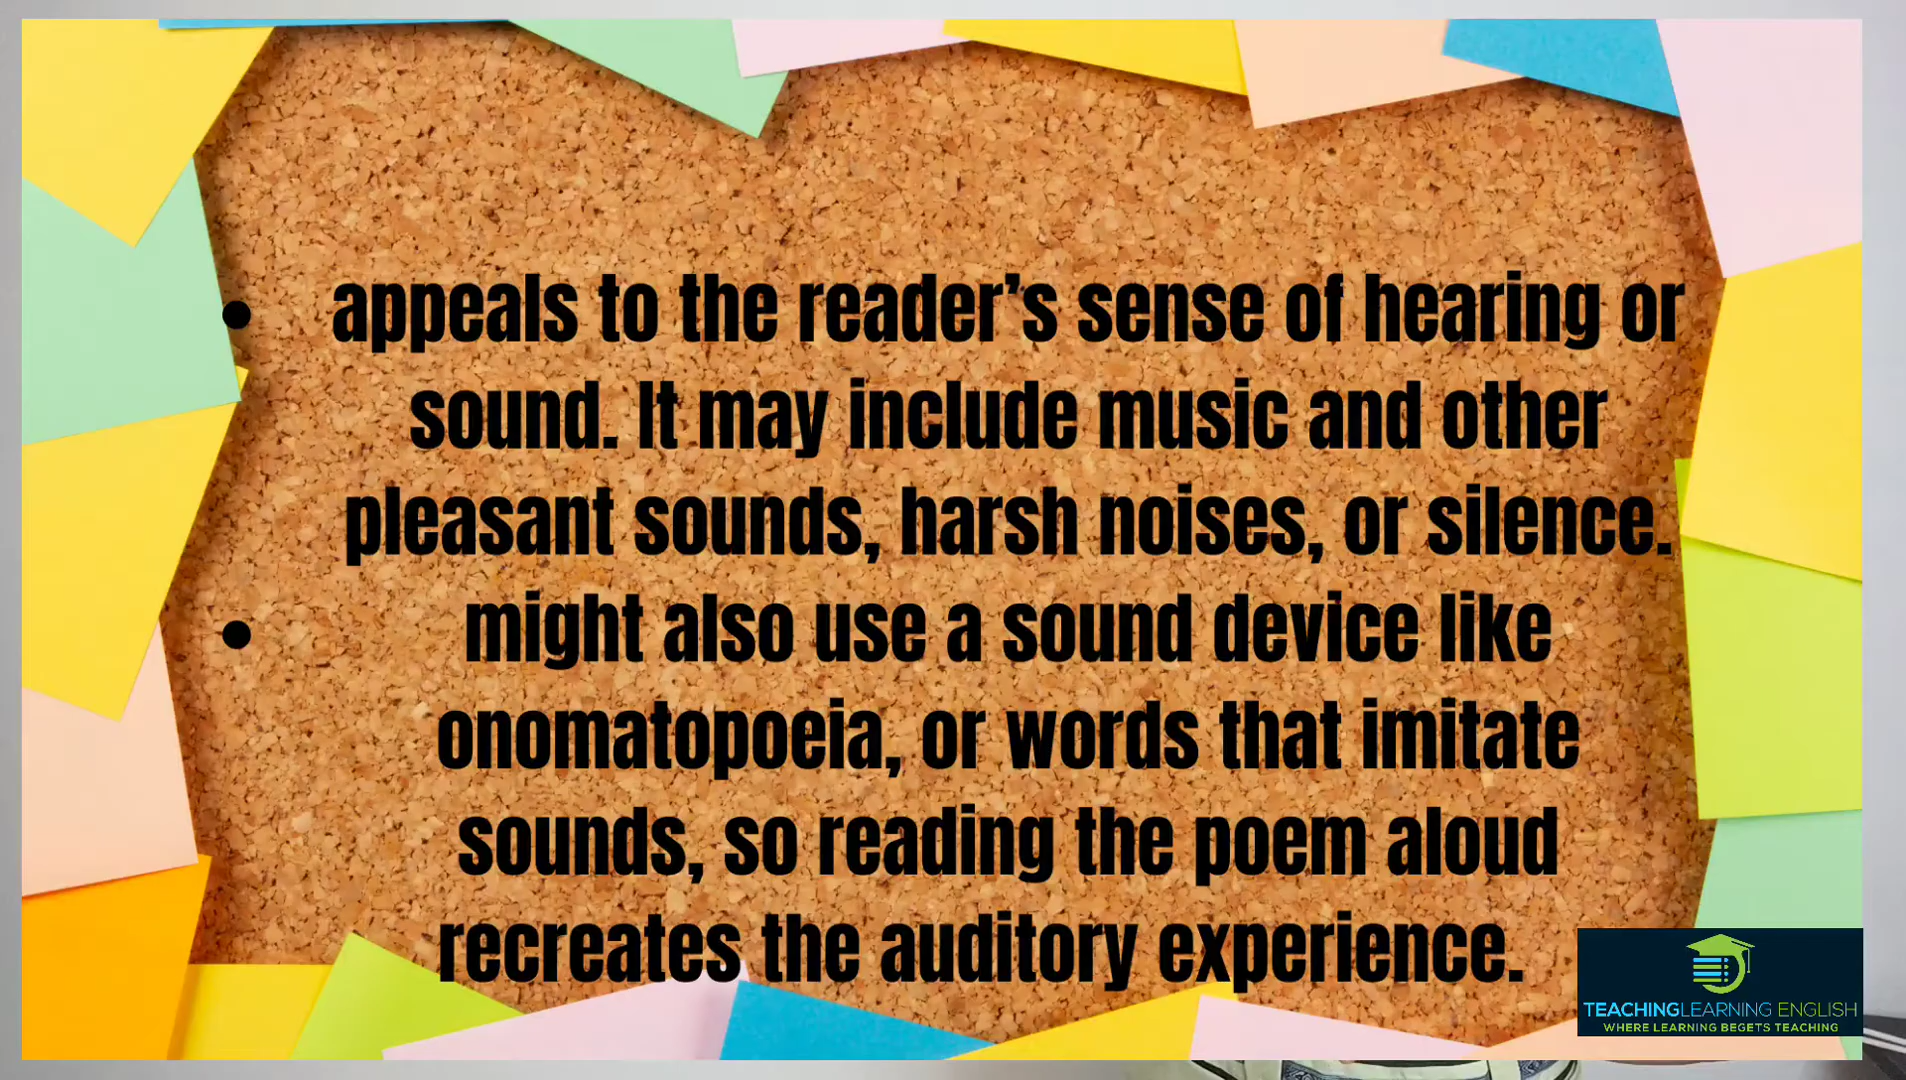 • appeals to the reader’s sense of hearing or
sound. It may include music and other
pleasant sounds, harsh noises, or silence.
• might also use a sound device like
onomatopoeia, or words that imitate
sounds, so reading the poem aloud
recreates the auditory experience.
TEACHINGLEARNING ENGLISH
WHERE LEARNING BEGETS TEACHING